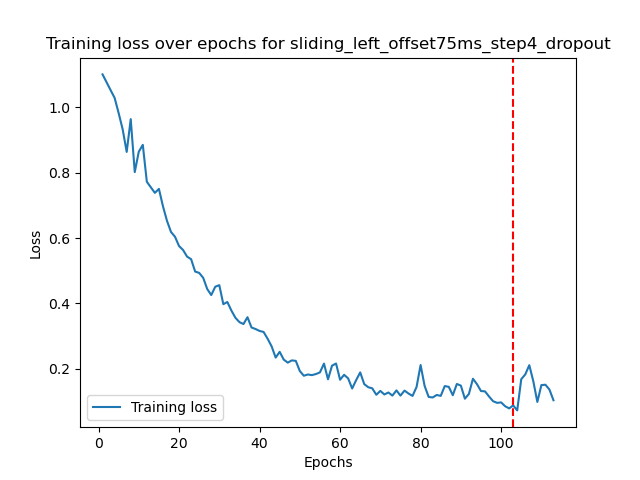 Training loss over epochs for sliding_left_offset75ms_step4_dropout
1.0
0.8
0.6
0.4
0.2
Loss
Training loss
0 20 40 60 80 100
Epochs